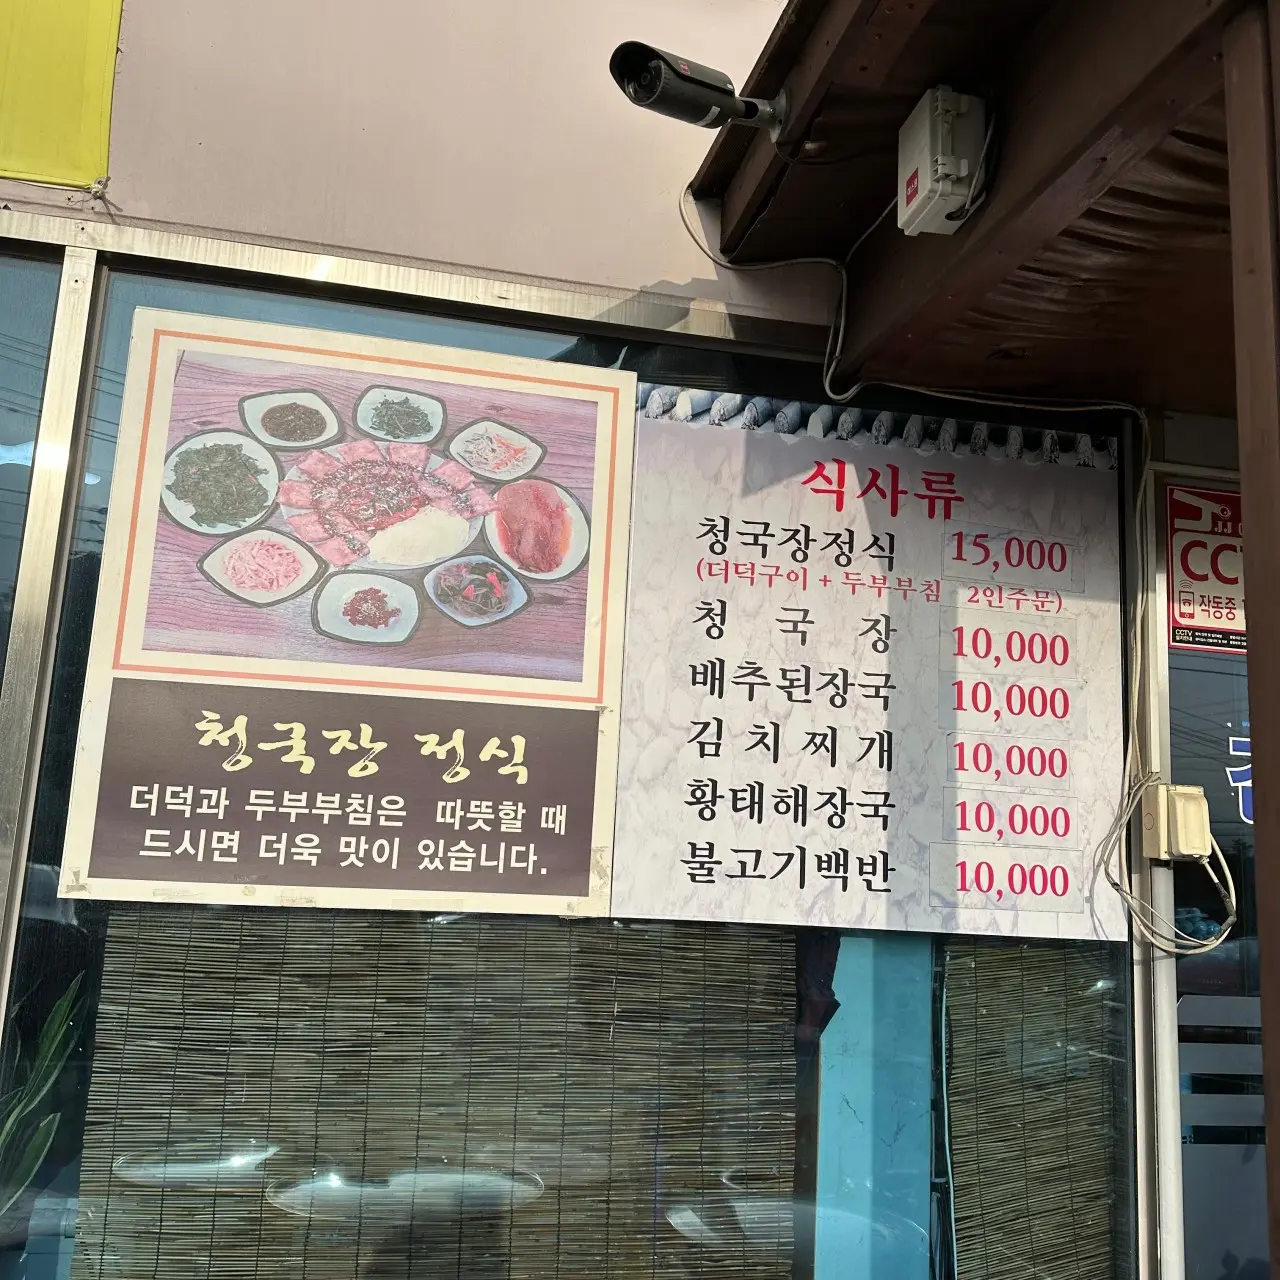 청국장 정식
더덕과 두부부침은 따뜻할 때
드시면 더욱 맛이 있습니다.
식사류
청국장정식 15,000
(더덕구이 + 두부부침 2인주문)
청국장 10,000
배추된장국 10,000
김치찌개 10,000
황태해장국 10,000
불고기백반 10,000
작동중
CCTV